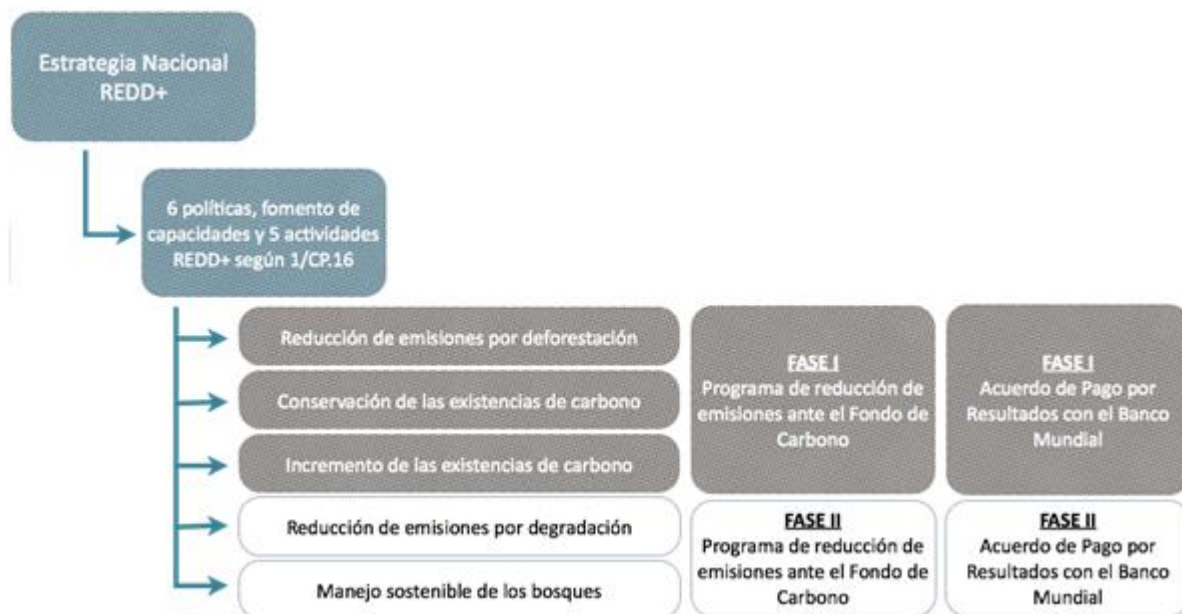 Estrategia Nacional
REDD+
6 políticas, fomento de
capacidades y 5 actividades
REDD+ según 1/CP.16
Reducción de emisiones por deforestación
Conservación de las existencias de carbono
Incremento de las existencias de carbono
Reducción de emisiones por degradación
Manejo sostenible de los bosques
FASE I
Programa de reducción de
emisiones ante el Fondo de
Carbono
FASE I
Acuerdo de Pago por
Resultados con el Banco
Mundial
FASE II
Programa de reducción de
emisiones ante el Fondo de
Carbono
FASE II
Acuerdo de Pago por
Resultados con el Banco
Mundial